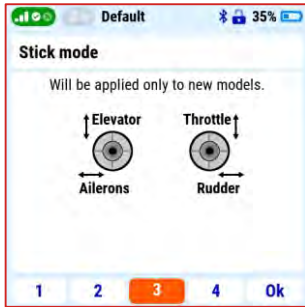 Default 35%
Stick mode
Will be applied only to new models.
Elevator Throttle
Ailerons Rudder
1 2 3 4 Ok